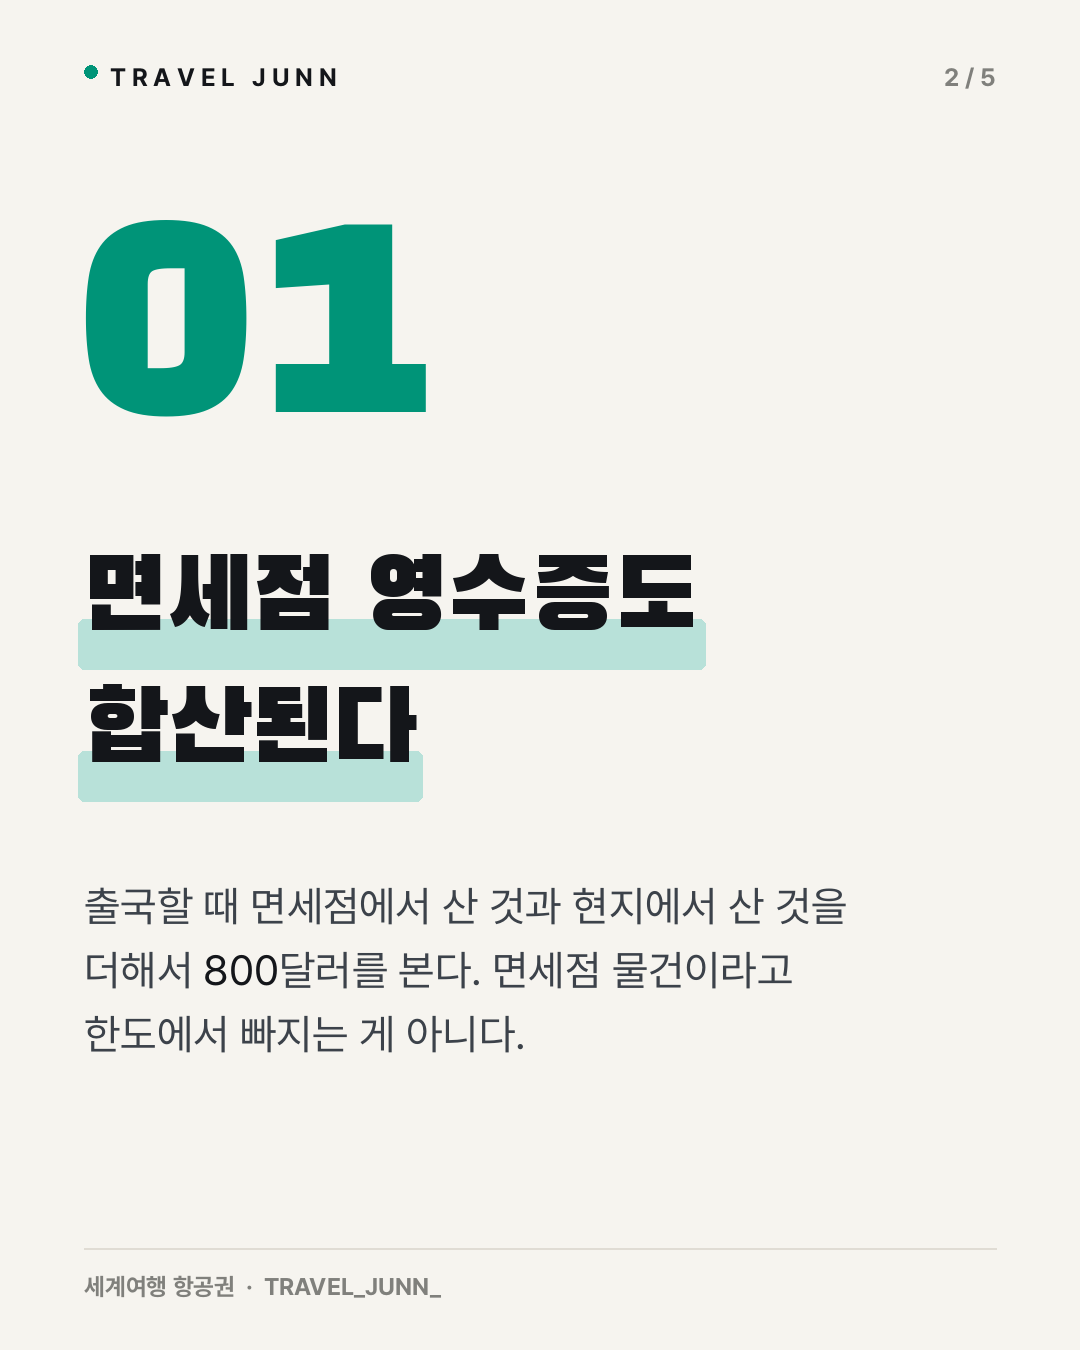 TRAVEL JUNN
2 / 5
01
면세점 영수증도
합산된다
출국할 때 면세점에서 산 것과 현지에서 산 것을
더해서 800달러를 본다. 면세점 물건이라고
한도에서 빠지는 게 아니다.
세계여행 항공권 · TRAVEL_JUNN_